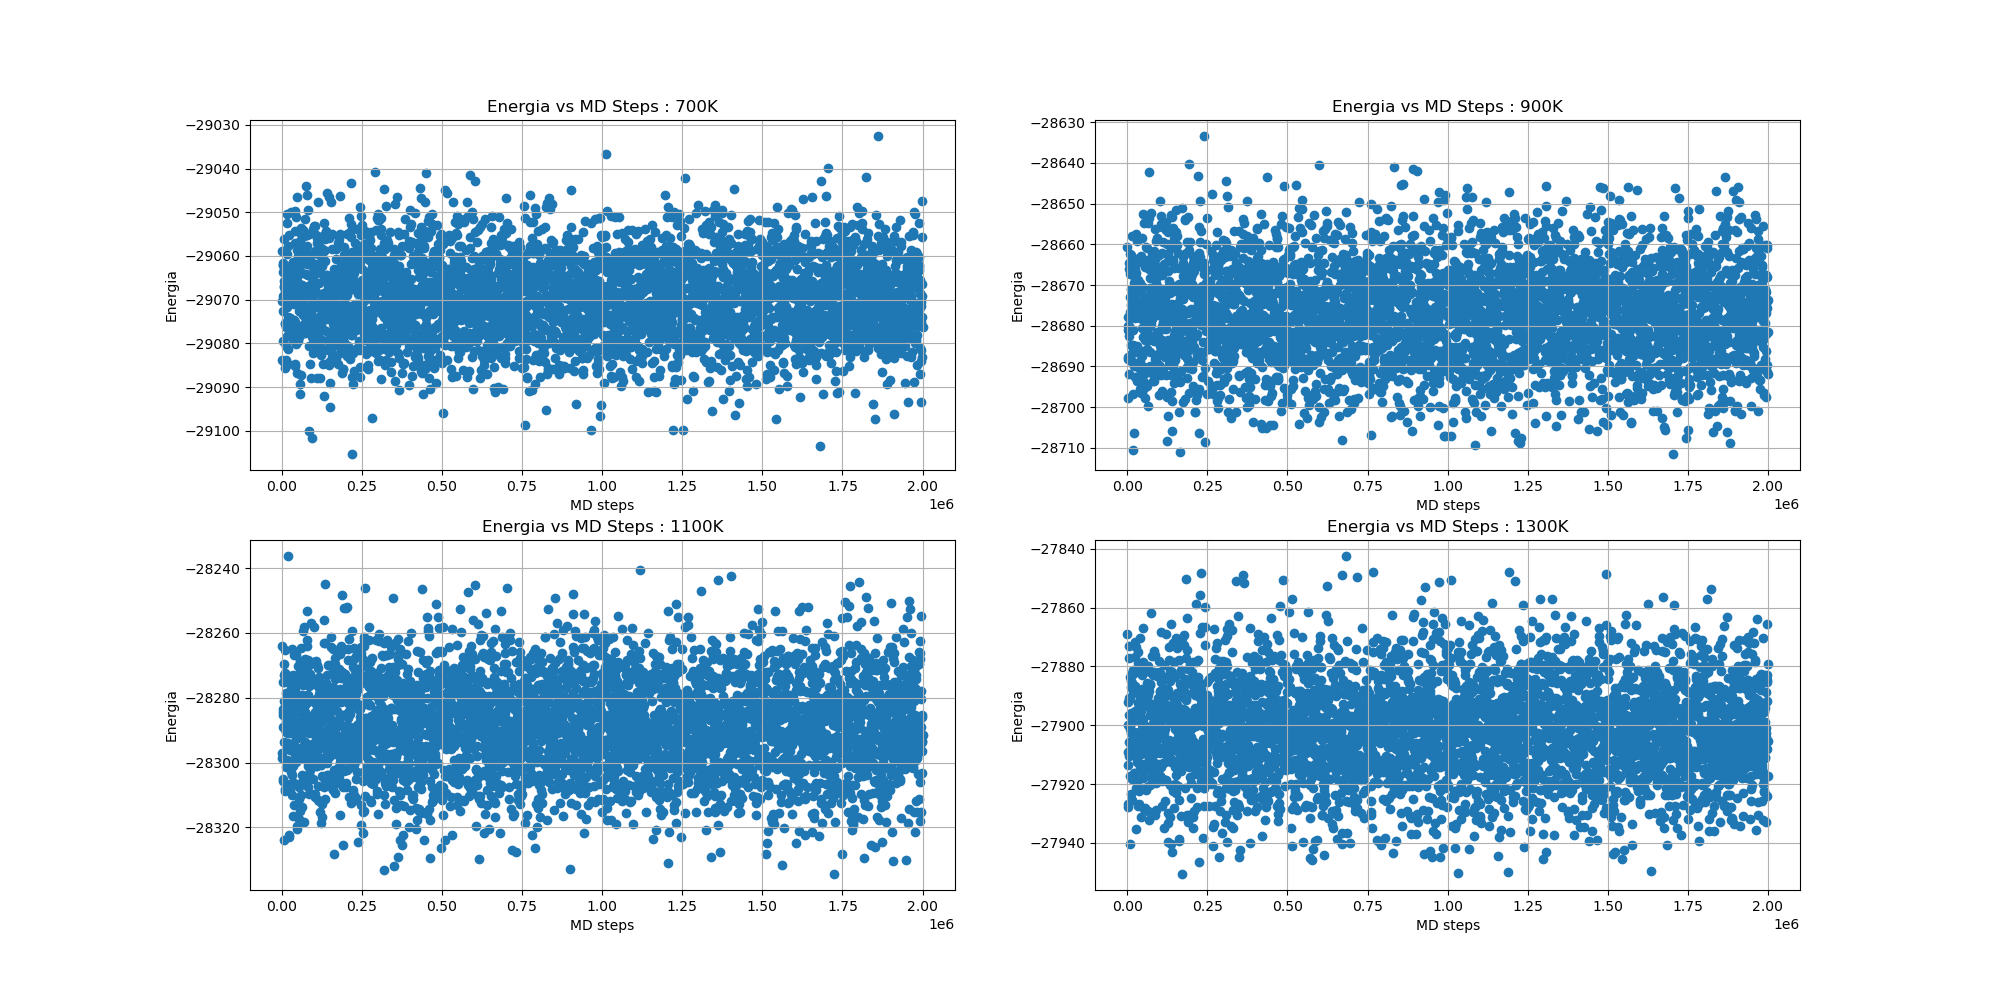 Energia vs MD Steps : 700K
Energia
−29030
−29040
−29050
−29060
−29070
−29080
−29090
−29100
0.00 0.25 0.50 0.75 1.00 1.25 1.50 1.75 2.00
1e6
MD steps
Energia vs MD Steps : 900K
Energia
−28630
−28640
−28650
−28660
−28670
−28680
−28690
−28700
−28710
0.00 0.25 0.50 0.75 1.00 1.25 1.50 1.75 2.00
1e6
MD steps
Energia vs MD Steps : 1100K
Energia
−28240
−28260
−28280
−28300
−28320
0.00 0.25 0.50 0.75 1.00 1.25 1.50 1.75 2.00
1e6
MD steps
Energia vs MD Steps : 1300K
Energia
−27840
−27860
−27880
−27900
−27920
−27940
0.00 0.25 0.50 0.75 1.00 1.25 1.50 1.75 2.00
1e6
MD steps